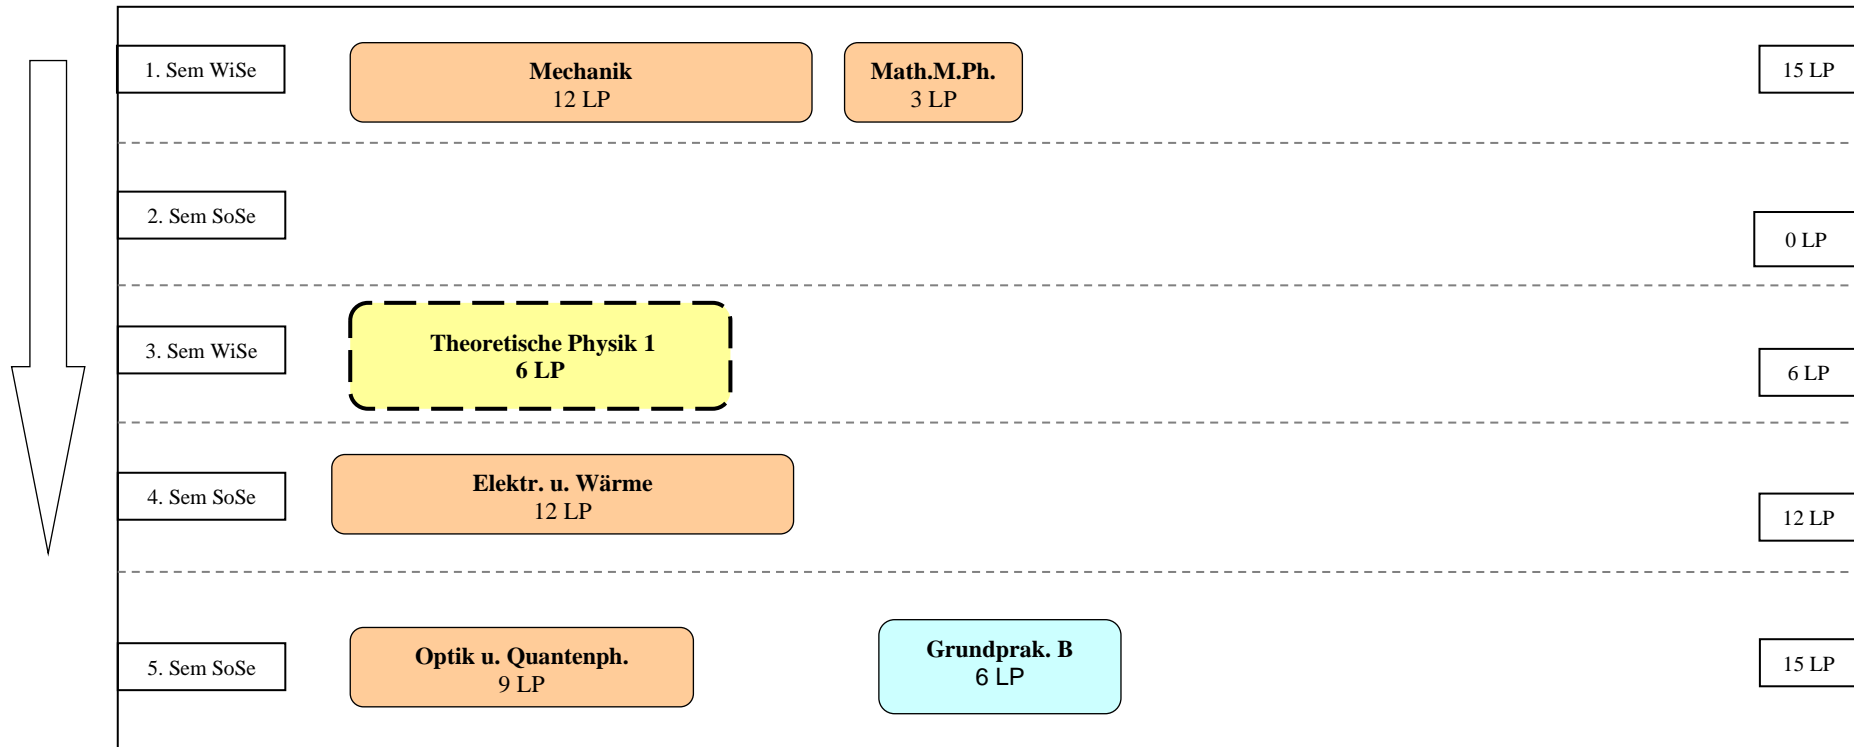 1. Sem WiSe
Mechanik
12 LP
Math.M.Ph.
3 LP
15 LP
2. Sem SoSe
0 LP
3. Sem WiSe
Theoretische Physik 1
6 LP
6 LP
4. Sem SoSe
Elektr. u. Wärme
12 LP
12 LP
5. Sem SoSe
Optik u. Quantenph.
9 LP
Grundprak. B
6 LP
15 LP